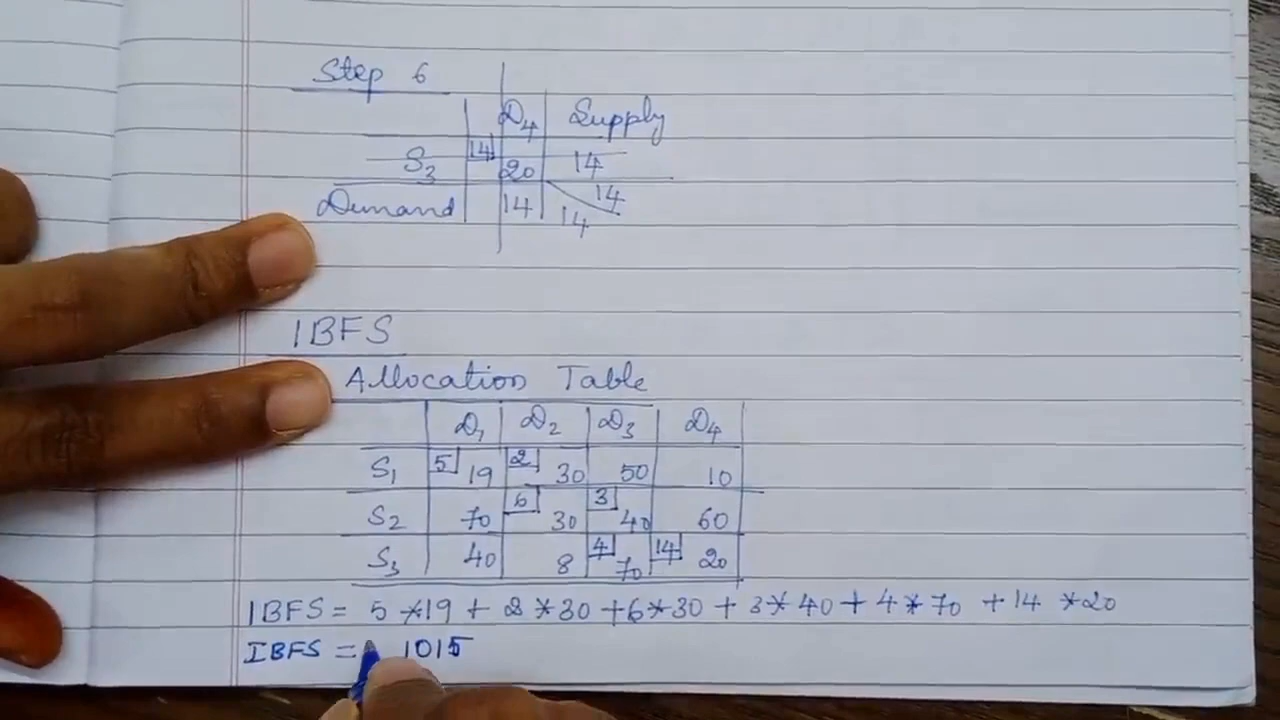 Step 6
D4 Supply
S3 14 20 14
Demand 14 14 14
IBFS
Allocation Table
D1 D2 D3 D4
S1 5 19 2 30 50 10
S2 70 6 30 3 40 60
S3 40 8 4 70 14 20
IBFS = 5 *19 + 2 *30 +6*30 + 3* 40 + 4 *70 +14 *20
IBFS = 1015